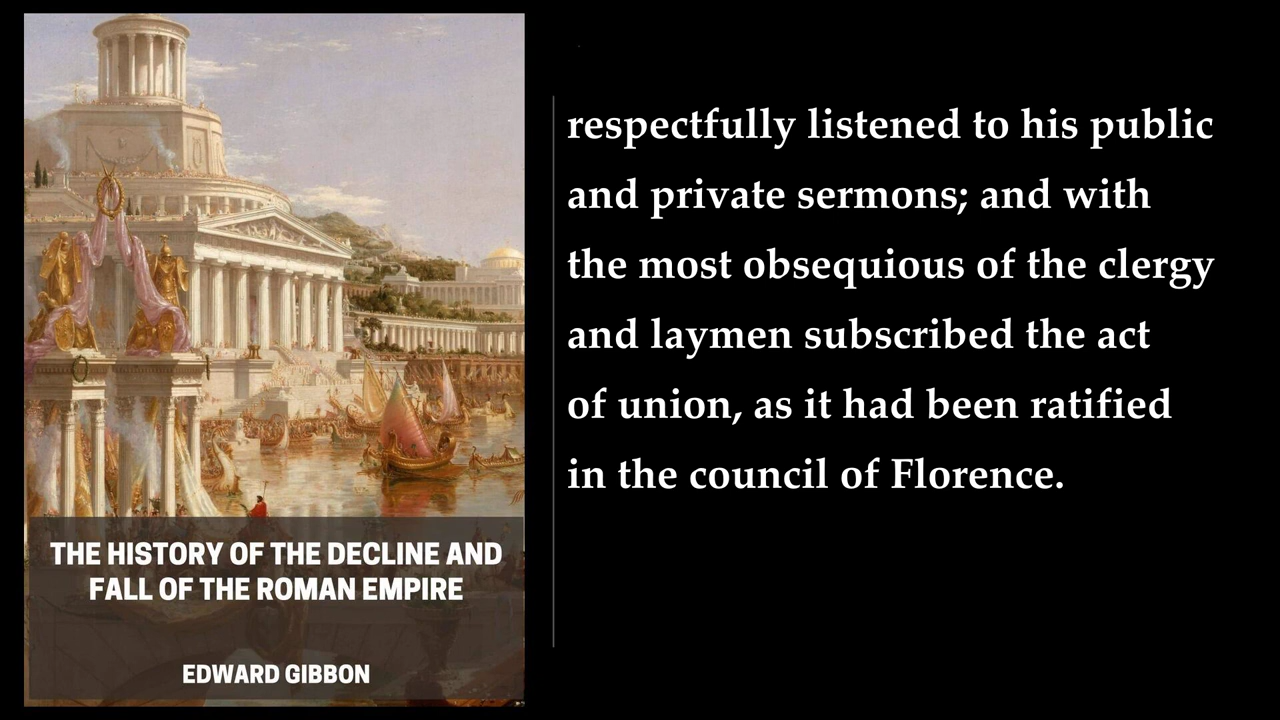 THE HISTORY OF THE DECLINE AND
FALL OF THE ROMAN EMPIRE
EDWARD GIBBON
respectfully listened to his public
and private sermons; and with
the most obsequious of the clergy
and laymen subscribed the act
of union, as it had been ratified
in the council of Florence.